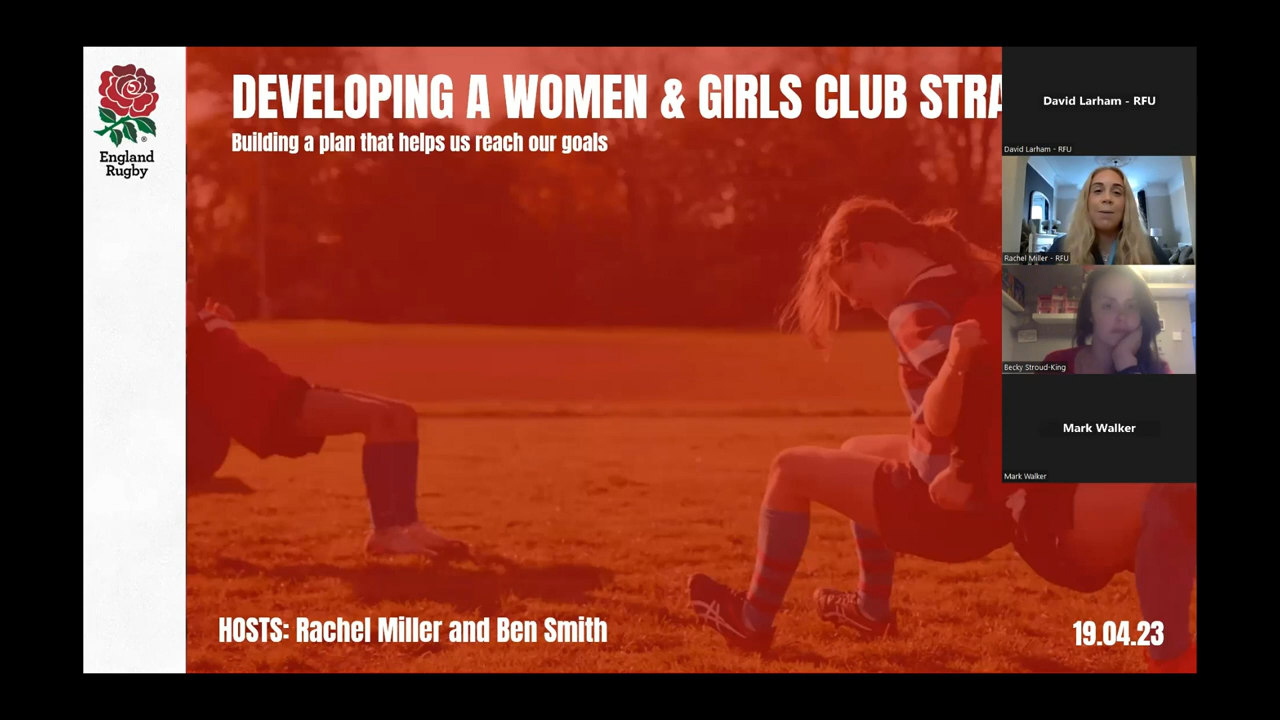 England
Rugby
DEVELOPING A WOMEN & GIRLS CLUB STRA
Building a plan that helps us reach our goals
HOSTS: Rachel Miller and Ben Smith
19.04.23
David Larham - RFU
David Larham - RFU
Rachel Miller - RFU
Becky Stroud-King
Mark Walker
Mark Walker